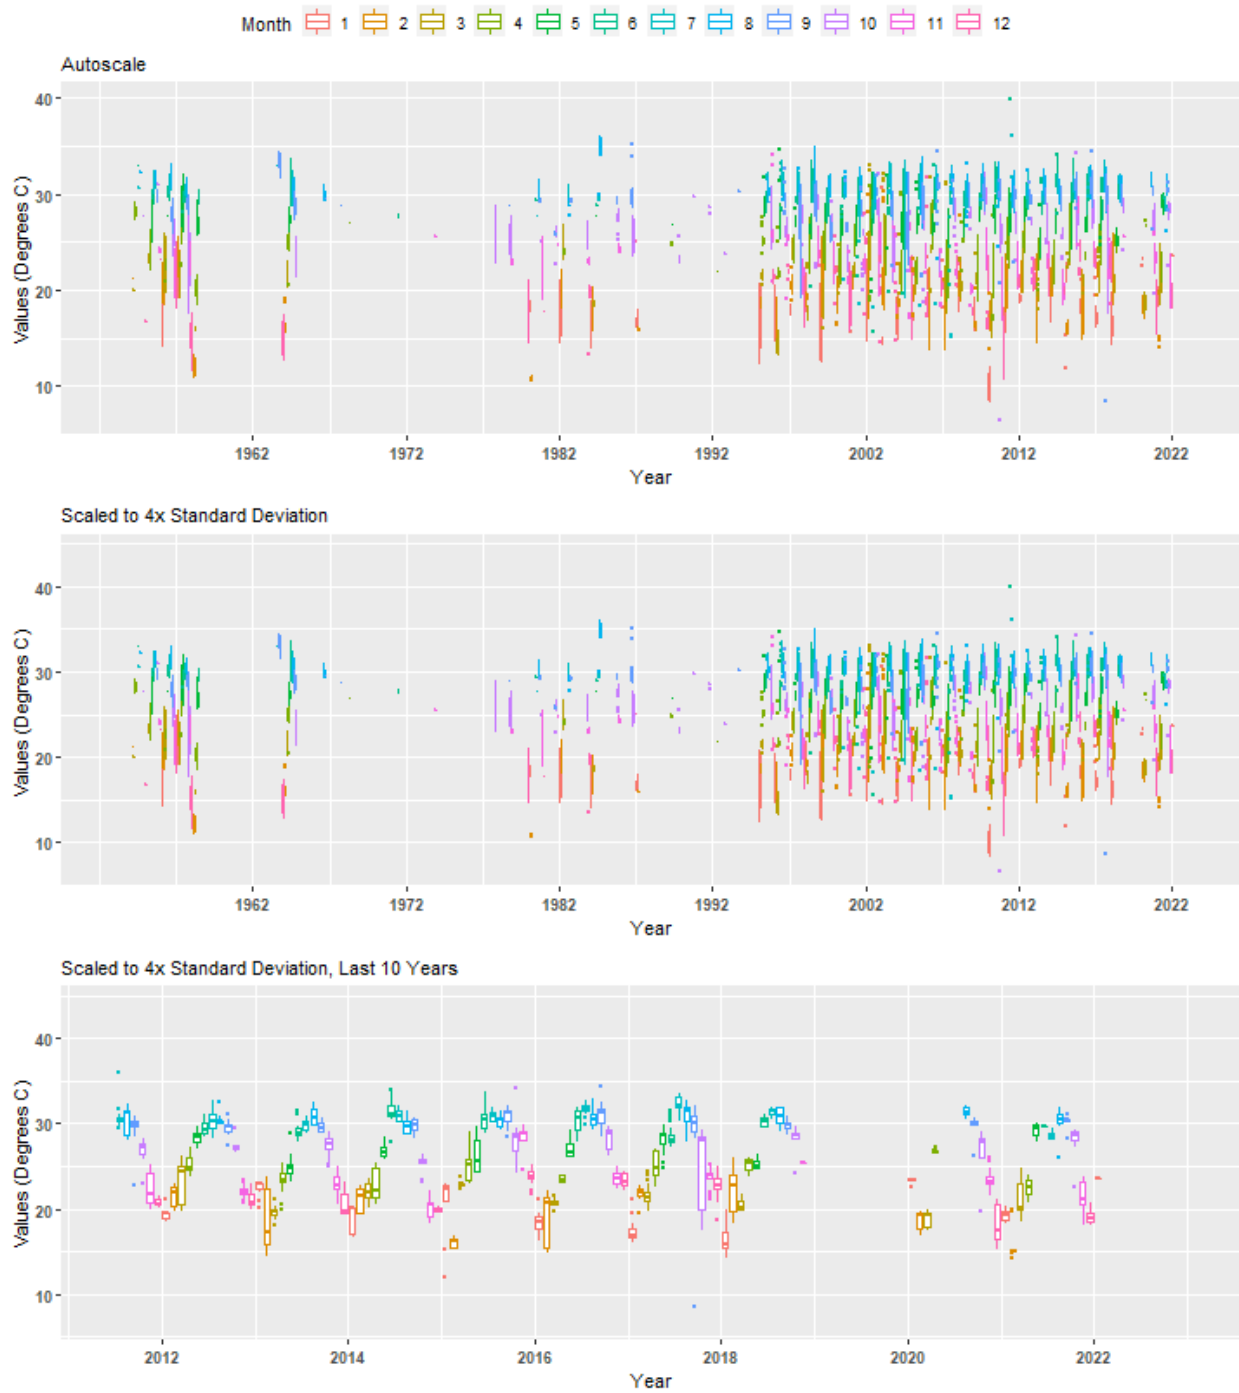 Month 1 2 3 4 5 6 7 8 9 10 11 12
Autoscale
Values (Degrees C)
40
30
20
10
1962 1972 1982 1992 2002 2012 2022
Year
Scaled to 4x Standard Deviation
Values (Degrees C)
40
30
20
10
1962 1972 1982 1992 2002 2012 2022
Year
Scaled to 4x Standard Deviation, Last 10 Years
Values (Degrees C)
40
30
20
10
2012 2014 2016 2018 2020 2022
Year